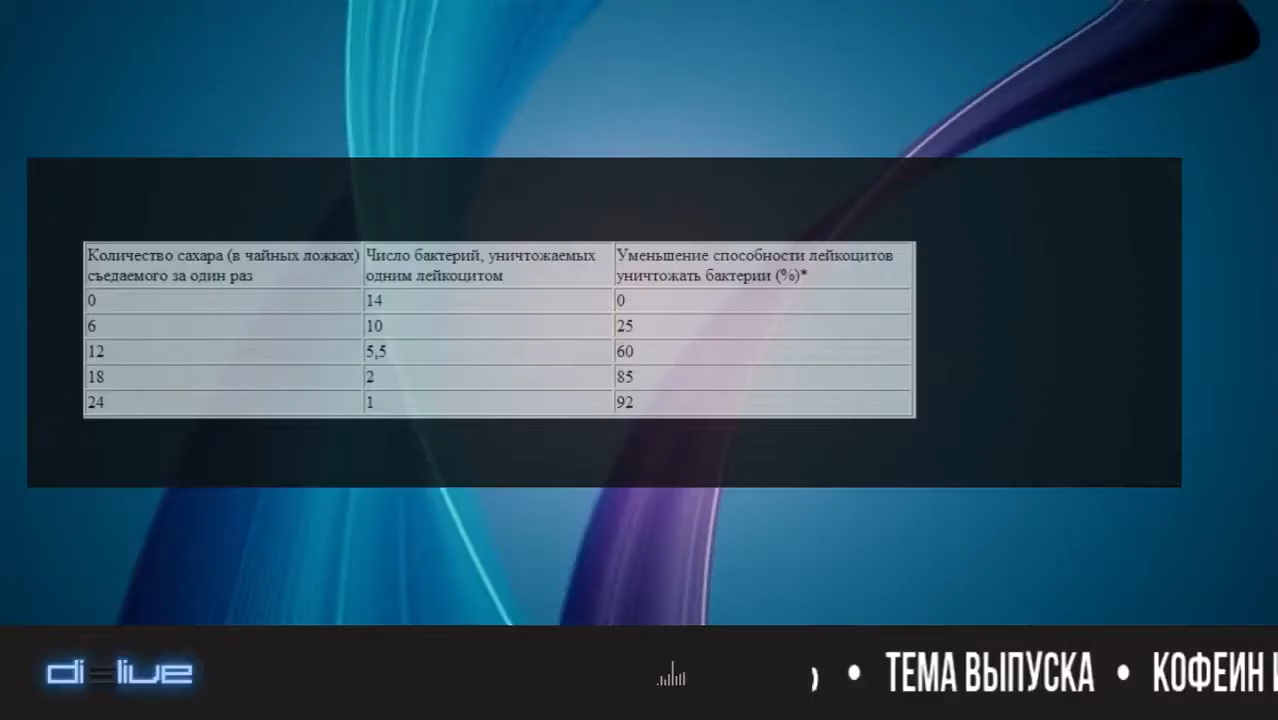 Количество сахара (в чайных ложках) съедаемого за один раз
Число бактерий, уничтожаемых одним лейкоцитом
Уменьшение способности лейкоцитов уничтожать бактерии (%)*
0 14 0
6 10 25
12 5,5 60
18 2 85
24 1 92
di live
• ТЕМА ВЫПУСКА • КОФЕИН